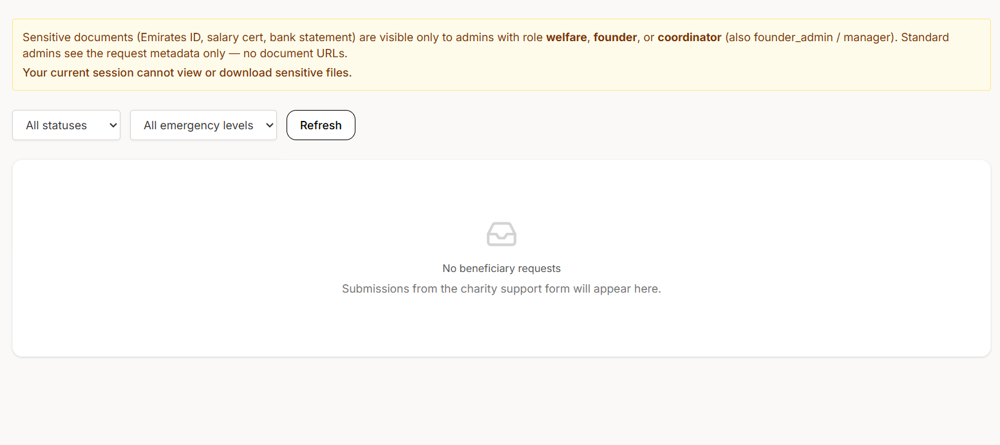 Sensitive documents (Emirates ID, salary cert, bank statement) are visible only to admins with role welfare, founder, or coordinator (also founder_admin / manager). Standard
admins see the request metadata only — no document URLs.
Your current session cannot view or download sensitive files.
All statuses
All emergency levels
Refresh
No beneficiary requests
Submissions from the charity support form will appear here.